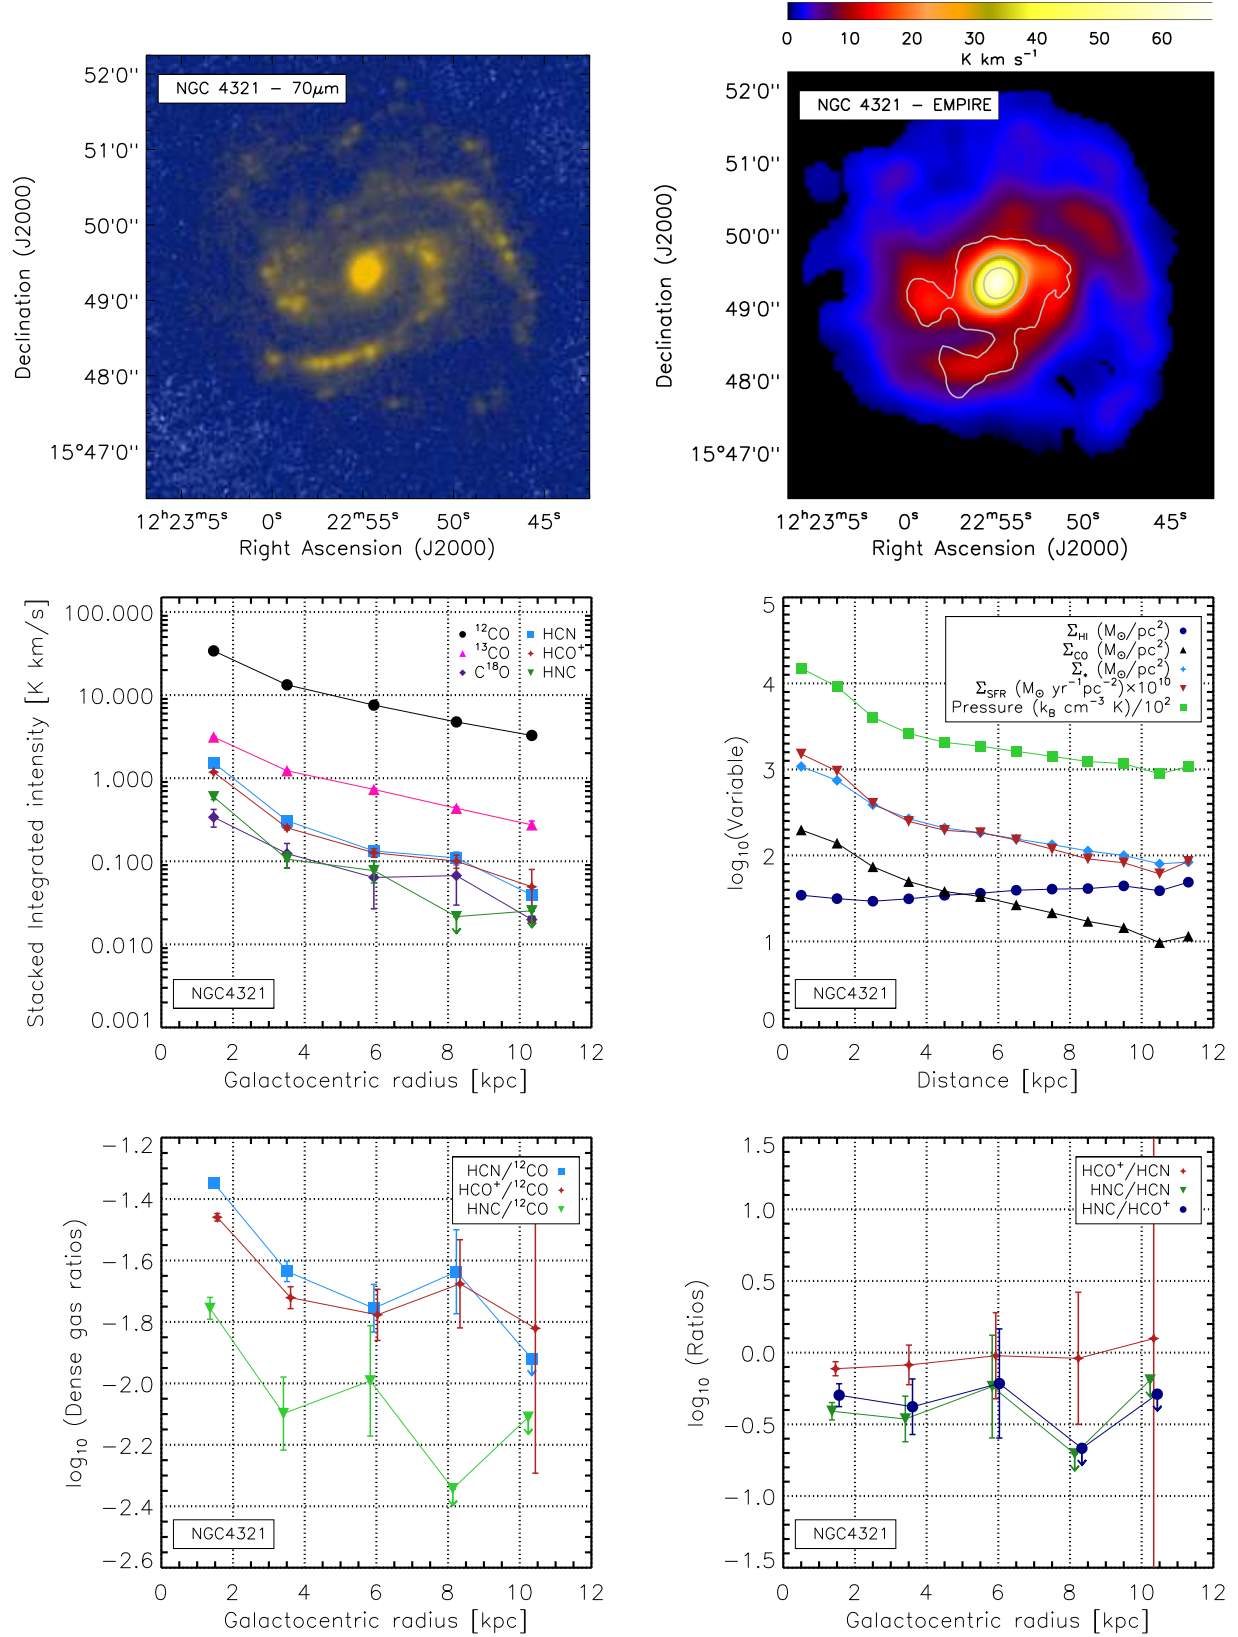 NGC 4321 – 70μm
52'0''
51'0''
50'0''
49'0''
48'0''
15°47'0''
Declination (J2000)
12ʰ23ᵐ5ˢ 0ˢ 22ᵐ55ˢ 50ˢ 45ˢ
Right Ascension (J2000)
0 10 20 30 40 50 60
K km s⁻¹
NGC 4321 – EMPIRE
52'0''
51'0''
50'0''
49'0''
48'0''
15°47'0''
Declination (J2000)
12ʰ23ᵐ5ˢ 0ˢ 22ᵐ55ˢ 50ˢ 45ˢ
Right Ascension (J2000)
Stacked Integrated intensity [K km/s]
100.000
10.000
1.000
0.100
0.010
0.001
¹²CO HCN
¹³CO HCO⁺
C¹⁸O HNC
NGC4321
0 2 4 6 8 10 12
Galactocentric radius [kpc]
log₁₀(Variable)
5
4
3
2
1
0
Σ_HI (M⊙/pc²)
Σ_CO (M⊙/pc²)
Σ⋆ (M⊙/pc²)
Σ_SFR (M⊙ yr⁻¹pc⁻²)×10¹⁰
Pressure (k_B cm⁻³ K)/10²
NGC4321
0 2 4 6 8 10 12
Distance [kpc]
log₁₀ (Dense gas ratios)
−1.2
−1.4
−1.6
−1.8
−2.0
−2.2
−2.4
−2.6
HCN/¹²CO
HCO⁺/¹²CO
HNC/¹²CO
NGC4321
0 2 4 6 8 10 12
Galactocentric radius [kpc]
log₁₀ (Ratios)
1.5
1.0
0.5
0.0
−0.5
−1.0
−1.5
HCO⁺/HCN
HNC/HCN
HNC/HCO⁺
NGC4321
0 2 4 6 8 10 12
Galactocentric radius [kpc]